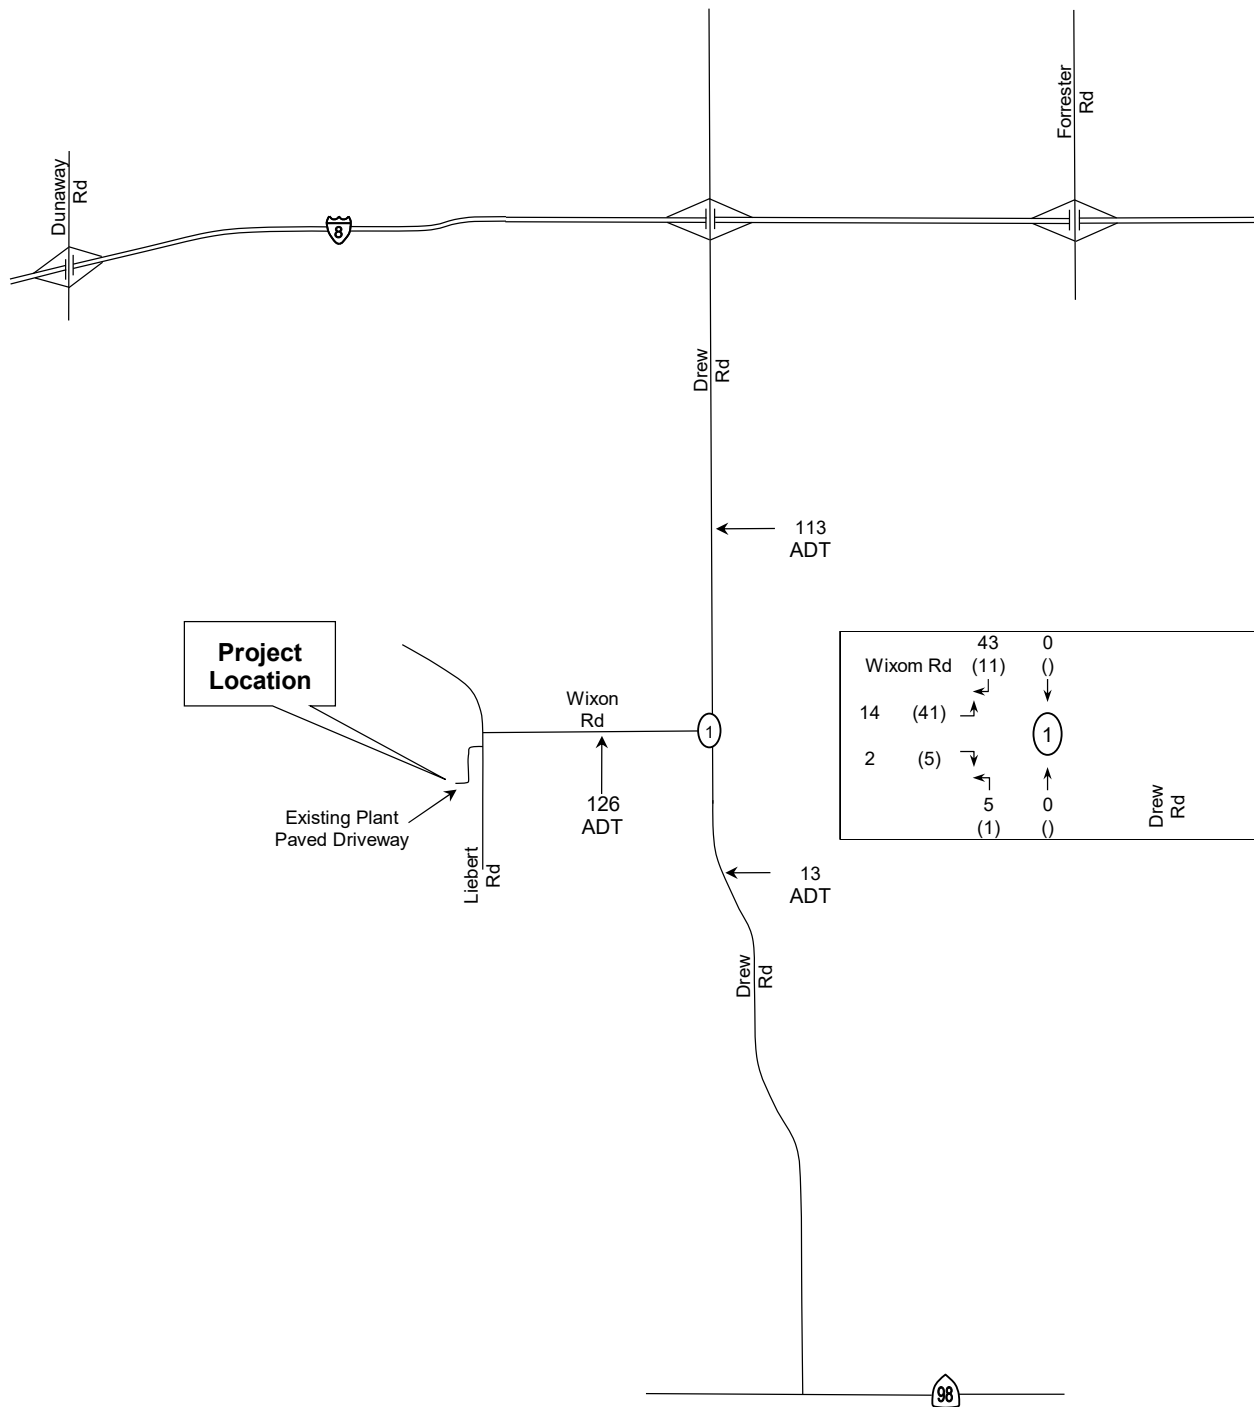 Dunaway
Rd
8
Forrester
Rd
Drew
Rd
113
ADT
Project
Location
Wixon
Rd
1
126
ADT
Existing Plant
Paved Driveway
Liebert
Rd
13
ADT
Drew
Rd
43 0
Wixom Rd (11) ()
14 (41)
1
2 (5)
5 0
(1) ()
Drew
Rd
98